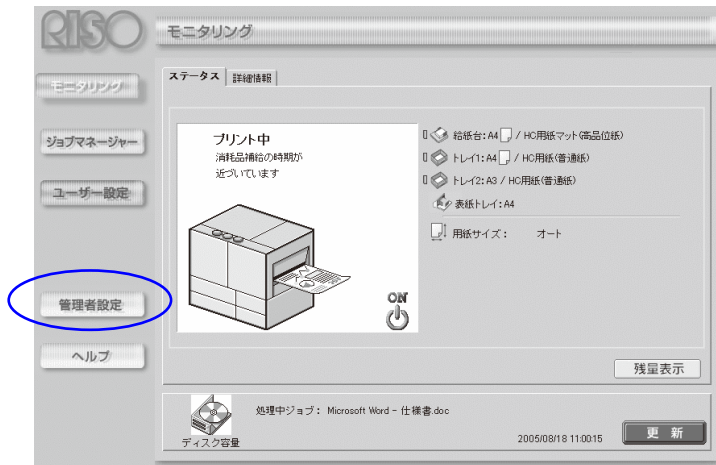 RISO
モニタリング
モニタリング
ジョブマネージャー
ユーザー設定
管理者設定
ヘルプ
ステータス
詳細情報
プリント中
消耗品補給の時期が
近づいています
ON
給紙台:A4 / HC用紙マット(高品位紙)
トレイ1:A4 / HC用紙(普通紙)
トレイ2:A3 / HC用紙(普通紙)
表紙トレイ:A4
用紙サイズ: オート
残量表示
ディスク容量
処理中ジョブ: Microsoft Word - 仕様書.doc
2005/08/18 11:00:15
更 新